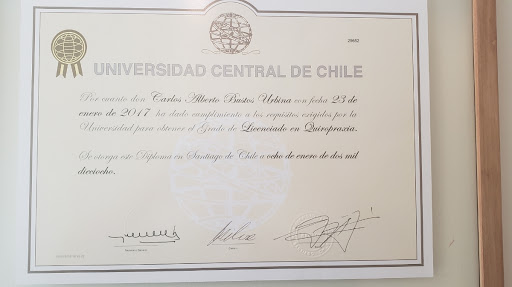 29662
UNIVERSIDAD CENTRAL DE CHILE
Por cuanto don Carlos Alberto Bustos Urbina con fecha 23 de
enero de 2017 ha dado cumplimiento a los requisitos exigidos por la
Universidad para obtener el Grado de Licenciado en Quiropraxia.
Se otorga este Diploma en Santiago de Chile a ocho de enero de dos mil
dieciocho.